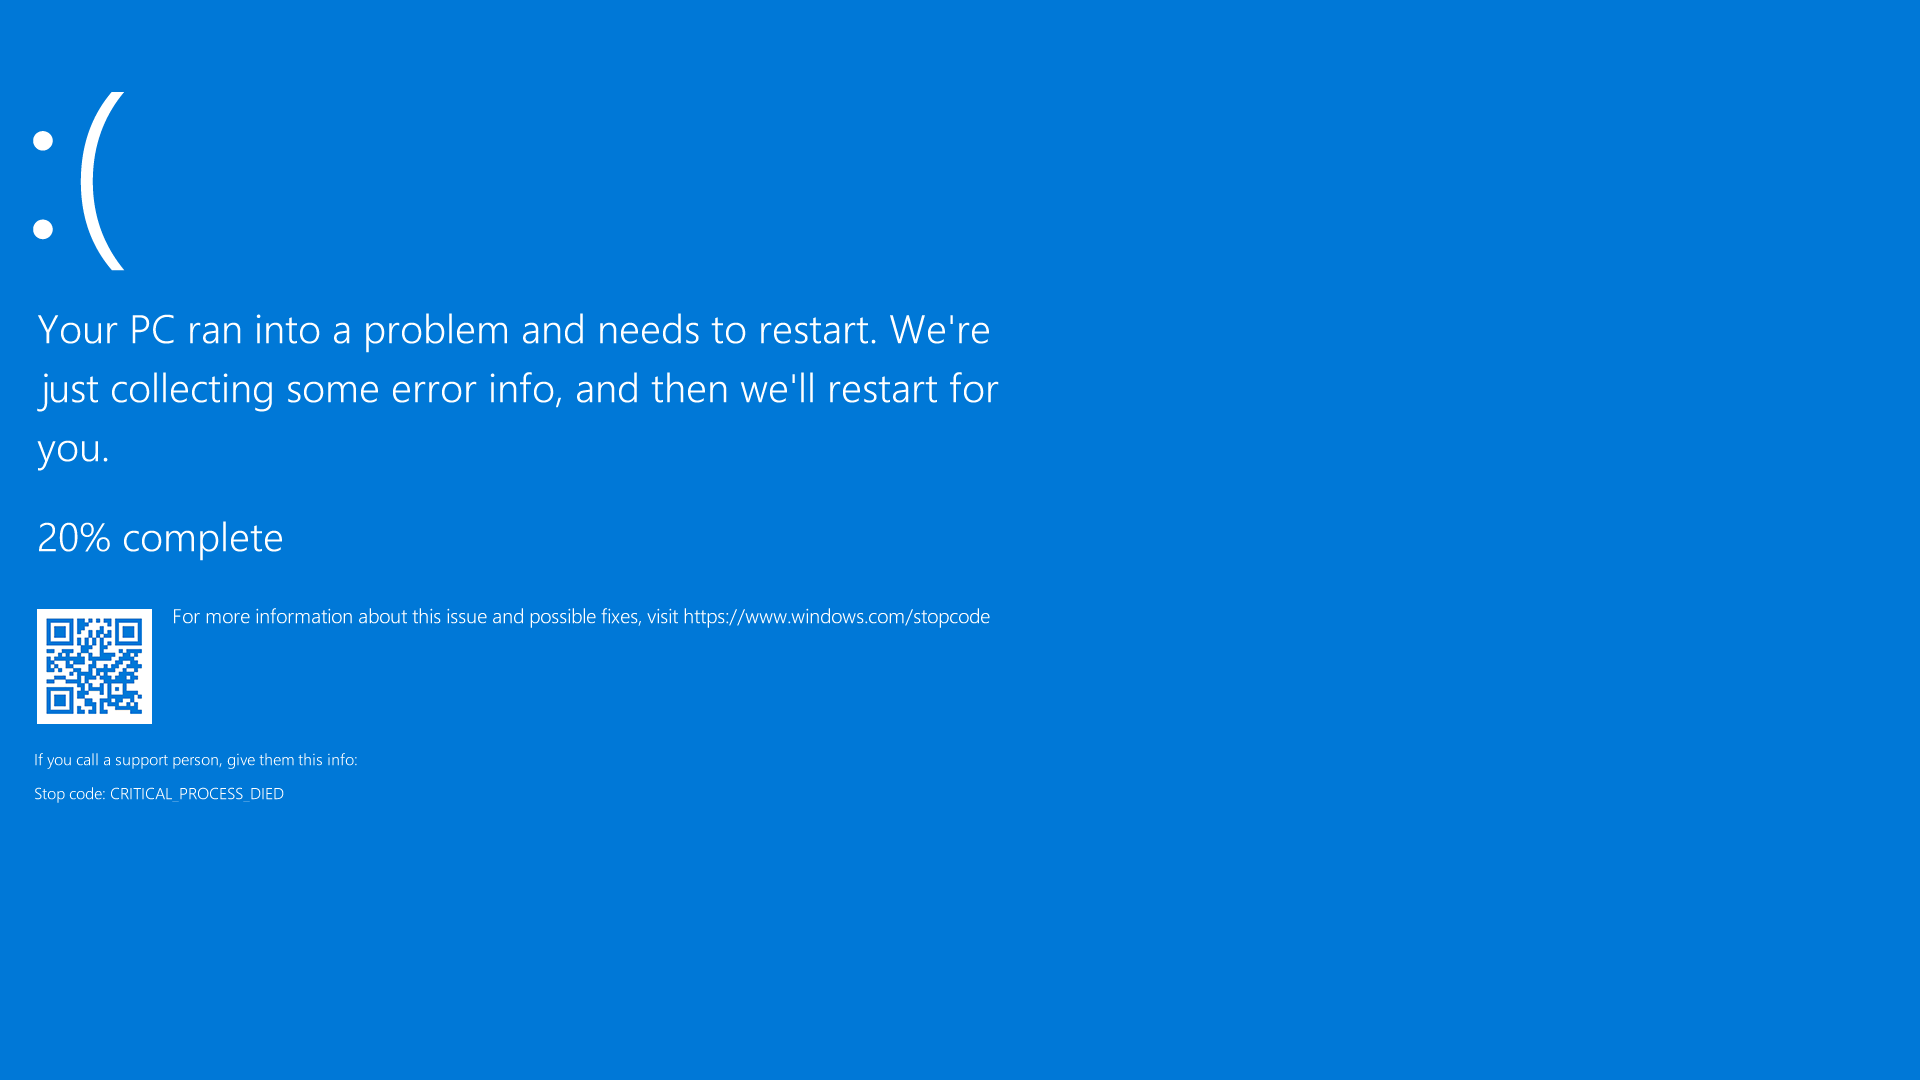 :(
Your PC ran into a problem and needs to restart. We're
just collecting some error info, and then we'll restart for
you.
20% complete
For more information about this issue and possible fixes, visit https://www.windows.com/stopcode
If you call a support person, give them this info:
Stop code: CRITICAL_PROCESS_DIED